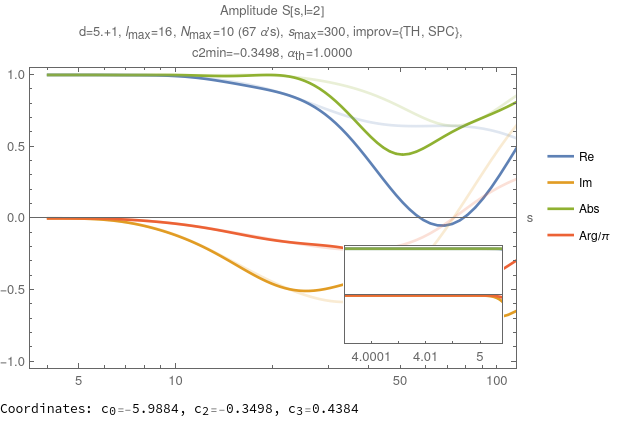 Amplitude S[s,l=2]
d=5.+1, lmax=16, Nmax=10 (67 α's), smax=300, improv={TH, SPC},
c2min=−0.3498, αth=1.0000
1.0
0.5
0.0
−0.5
−1.0
s
Re
Im
Abs
Arg/π
4.0001 4.01 5
5 10 50 100
Coordinates: c0=-5.9884, c2=-0.3498, c3=0.4384